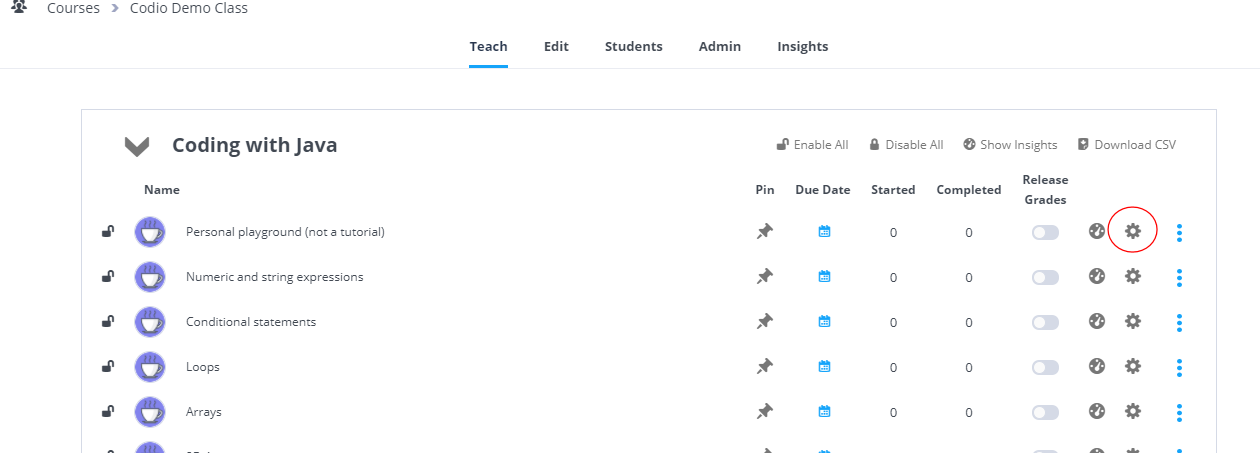 Courses > Codio Demo Class
Teach Edit Students Admin Insights
Coding with Java Enable All Disable All Show Insights Download CSV
Name Pin Due Date Started Completed Release Grades
Personal playground (not a tutorial) 0 0
Numeric and string expressions 0 0
Conditional statements 0 0
Loops 0 0
Arrays 0 0